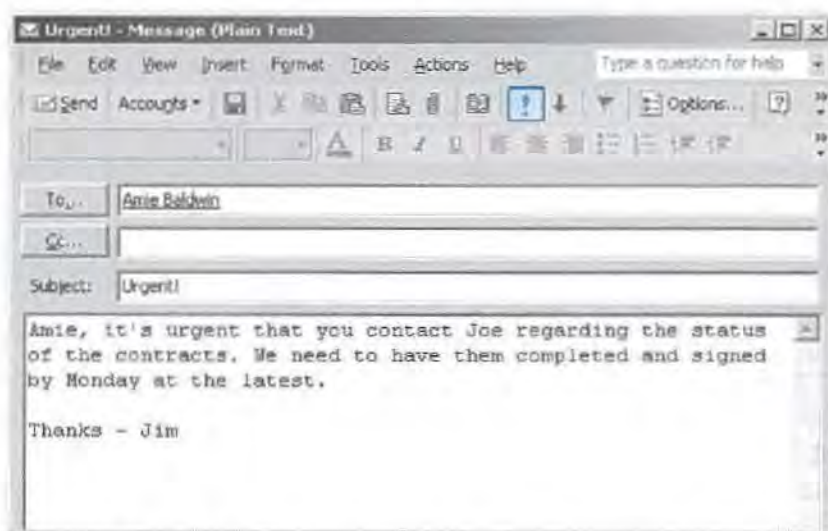 Urgent! - Message (Plain Text)
File Edit View Insert Format Tools Actions Help Type a question for help
Send Accounts Options...
A B I U
To... Amie Baldwin
Cc...
Subject: Urgent!
Amie, it's urgent that you contact Joe regarding the status
of the contracts. We need to have them completed and signed
by Monday at the latest.
Thanks - Jim